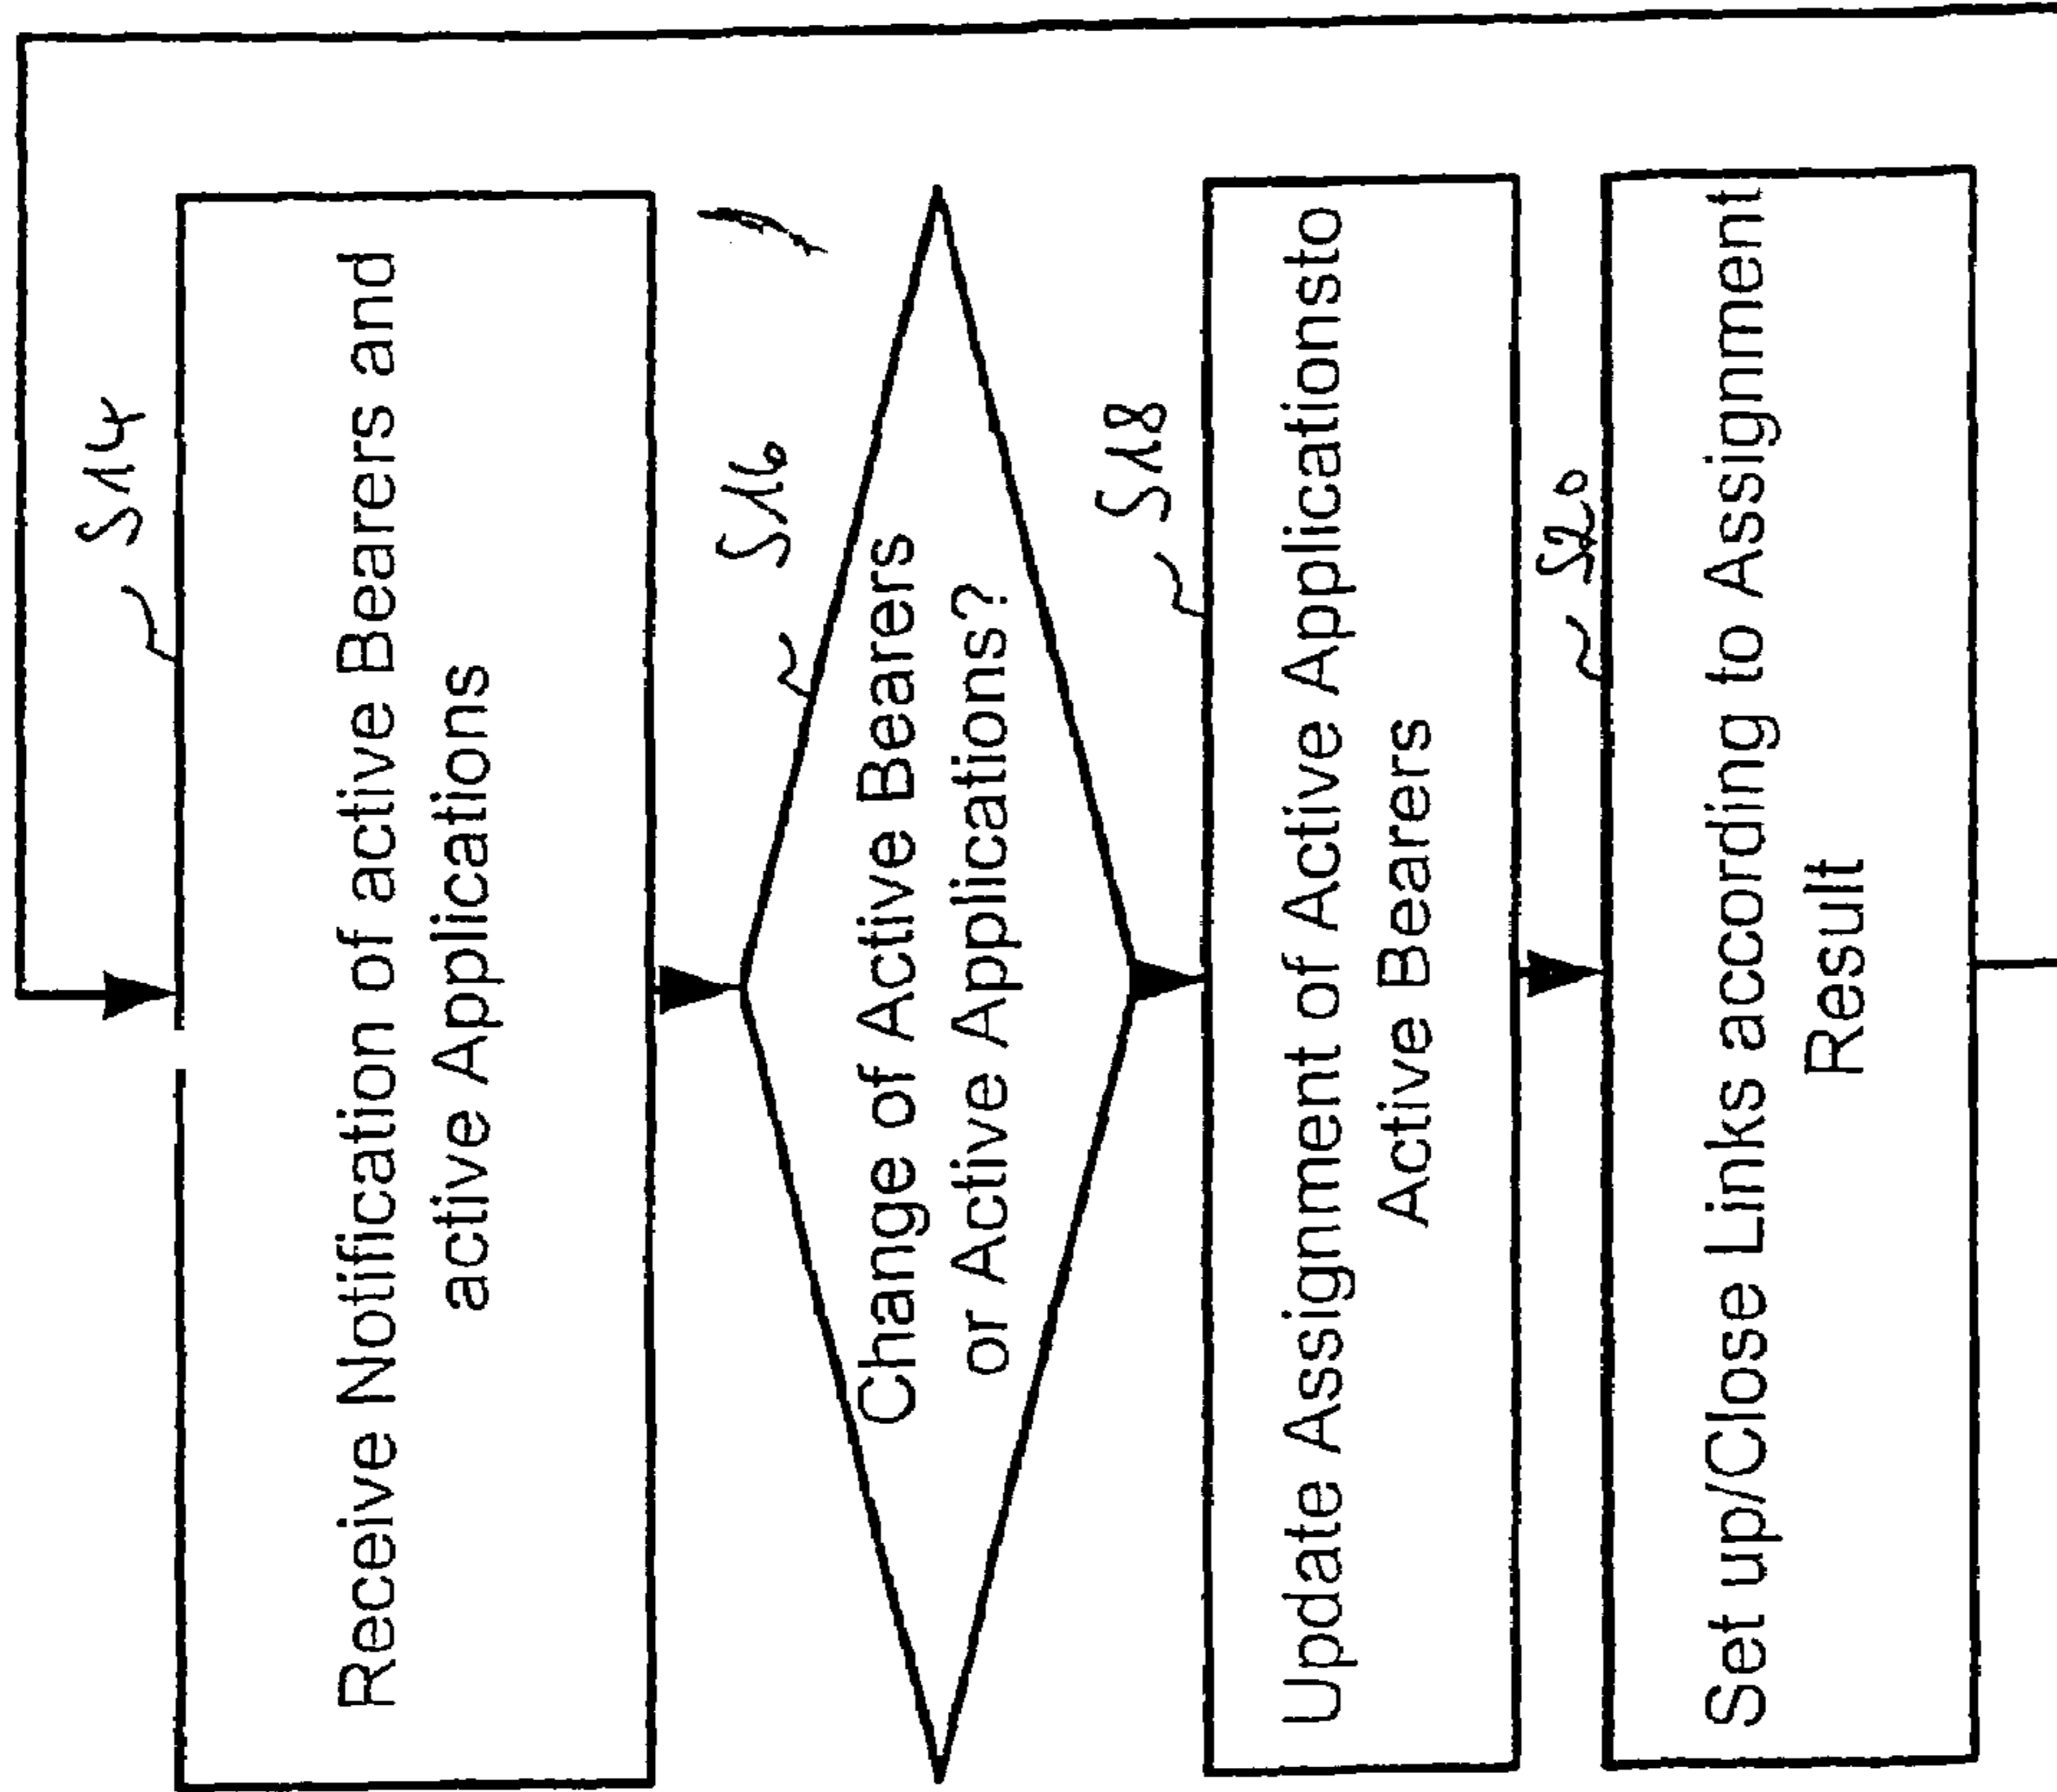 S14
Receive Notification of active Bearers and
active Applications
S16
Change of Active Bearers
or Active Applications?
S18
Update Assignment of Active Applicationsto
Active Bearers
S20
Set up/Close Links according to Assignment
Result